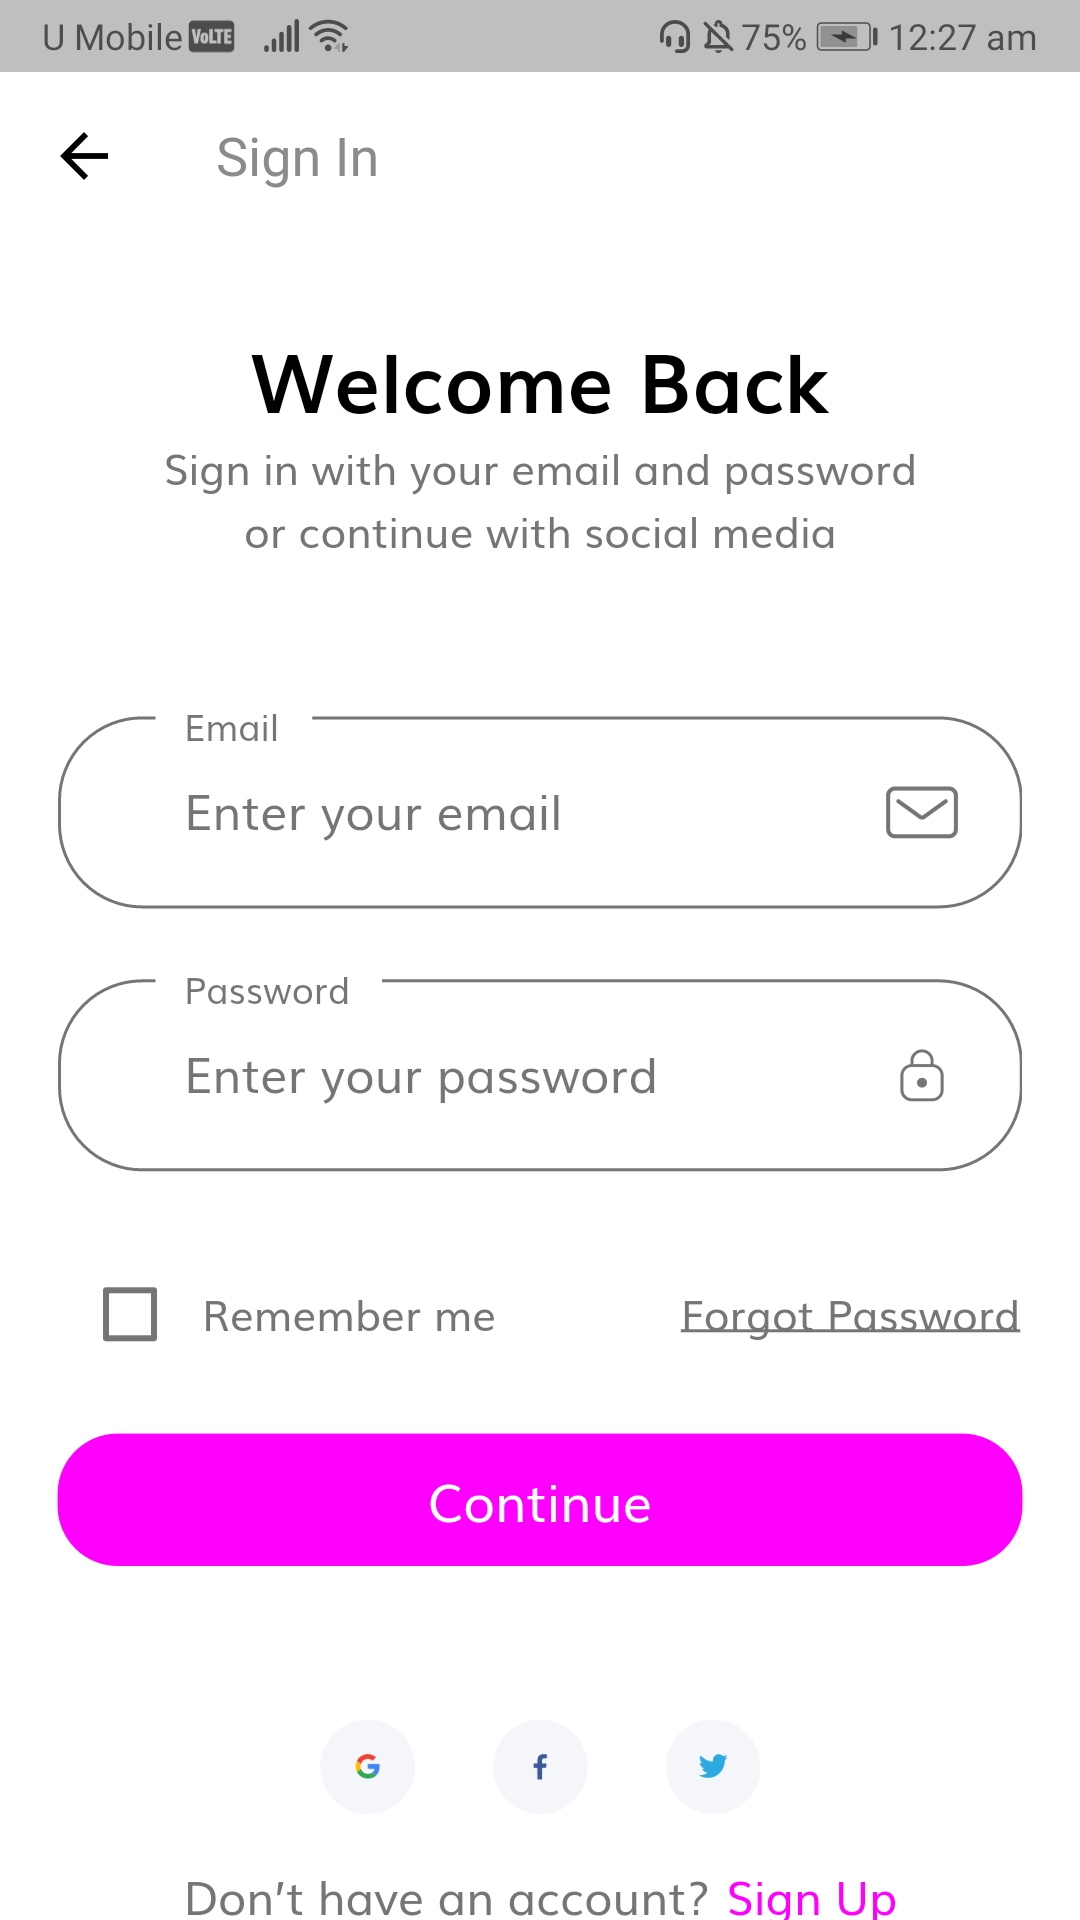 U Mobile VoLTE 75% 12:27 am
Sign In
Welcome Back
Sign in with your email and password
or continue with social media
Email
Enter your email
Password
Enter your password
Remember me Forgot Password
Continue
Don't have an account? Sign Up